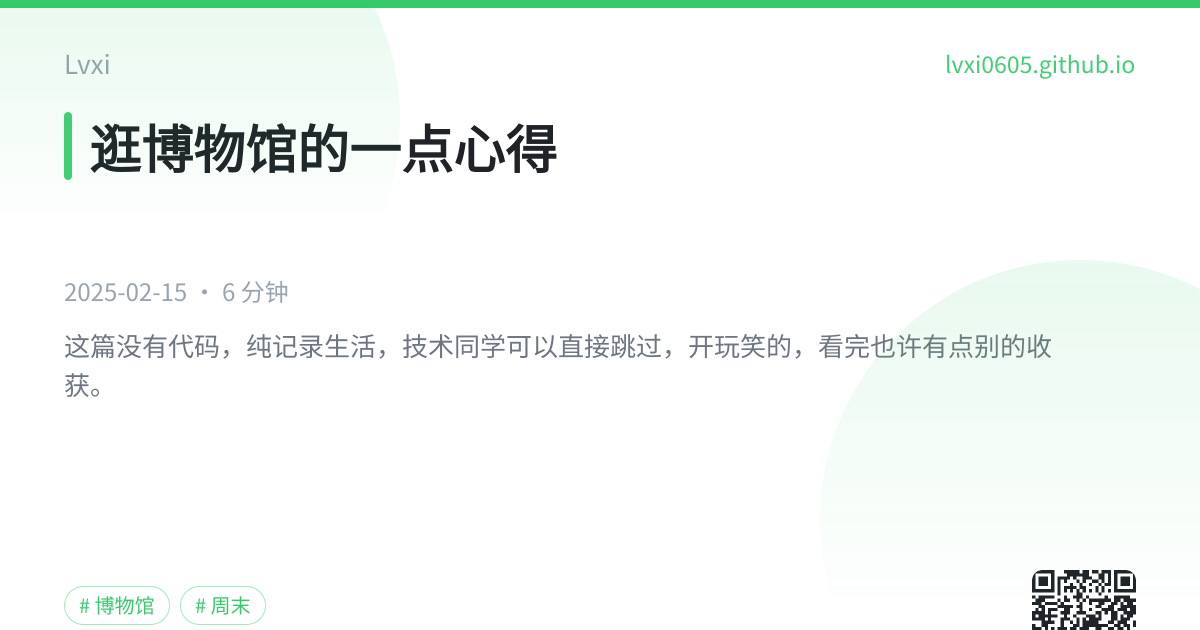 Lvxi
lvxi0605.github.io
逛博物馆的一点心得
2025-02-15 · 6 分钟
这篇没有代码，纯记录生活，技术同学可以直接跳过，开玩笑的，看完也许有点别的收
获。
# 博物馆
# 周末